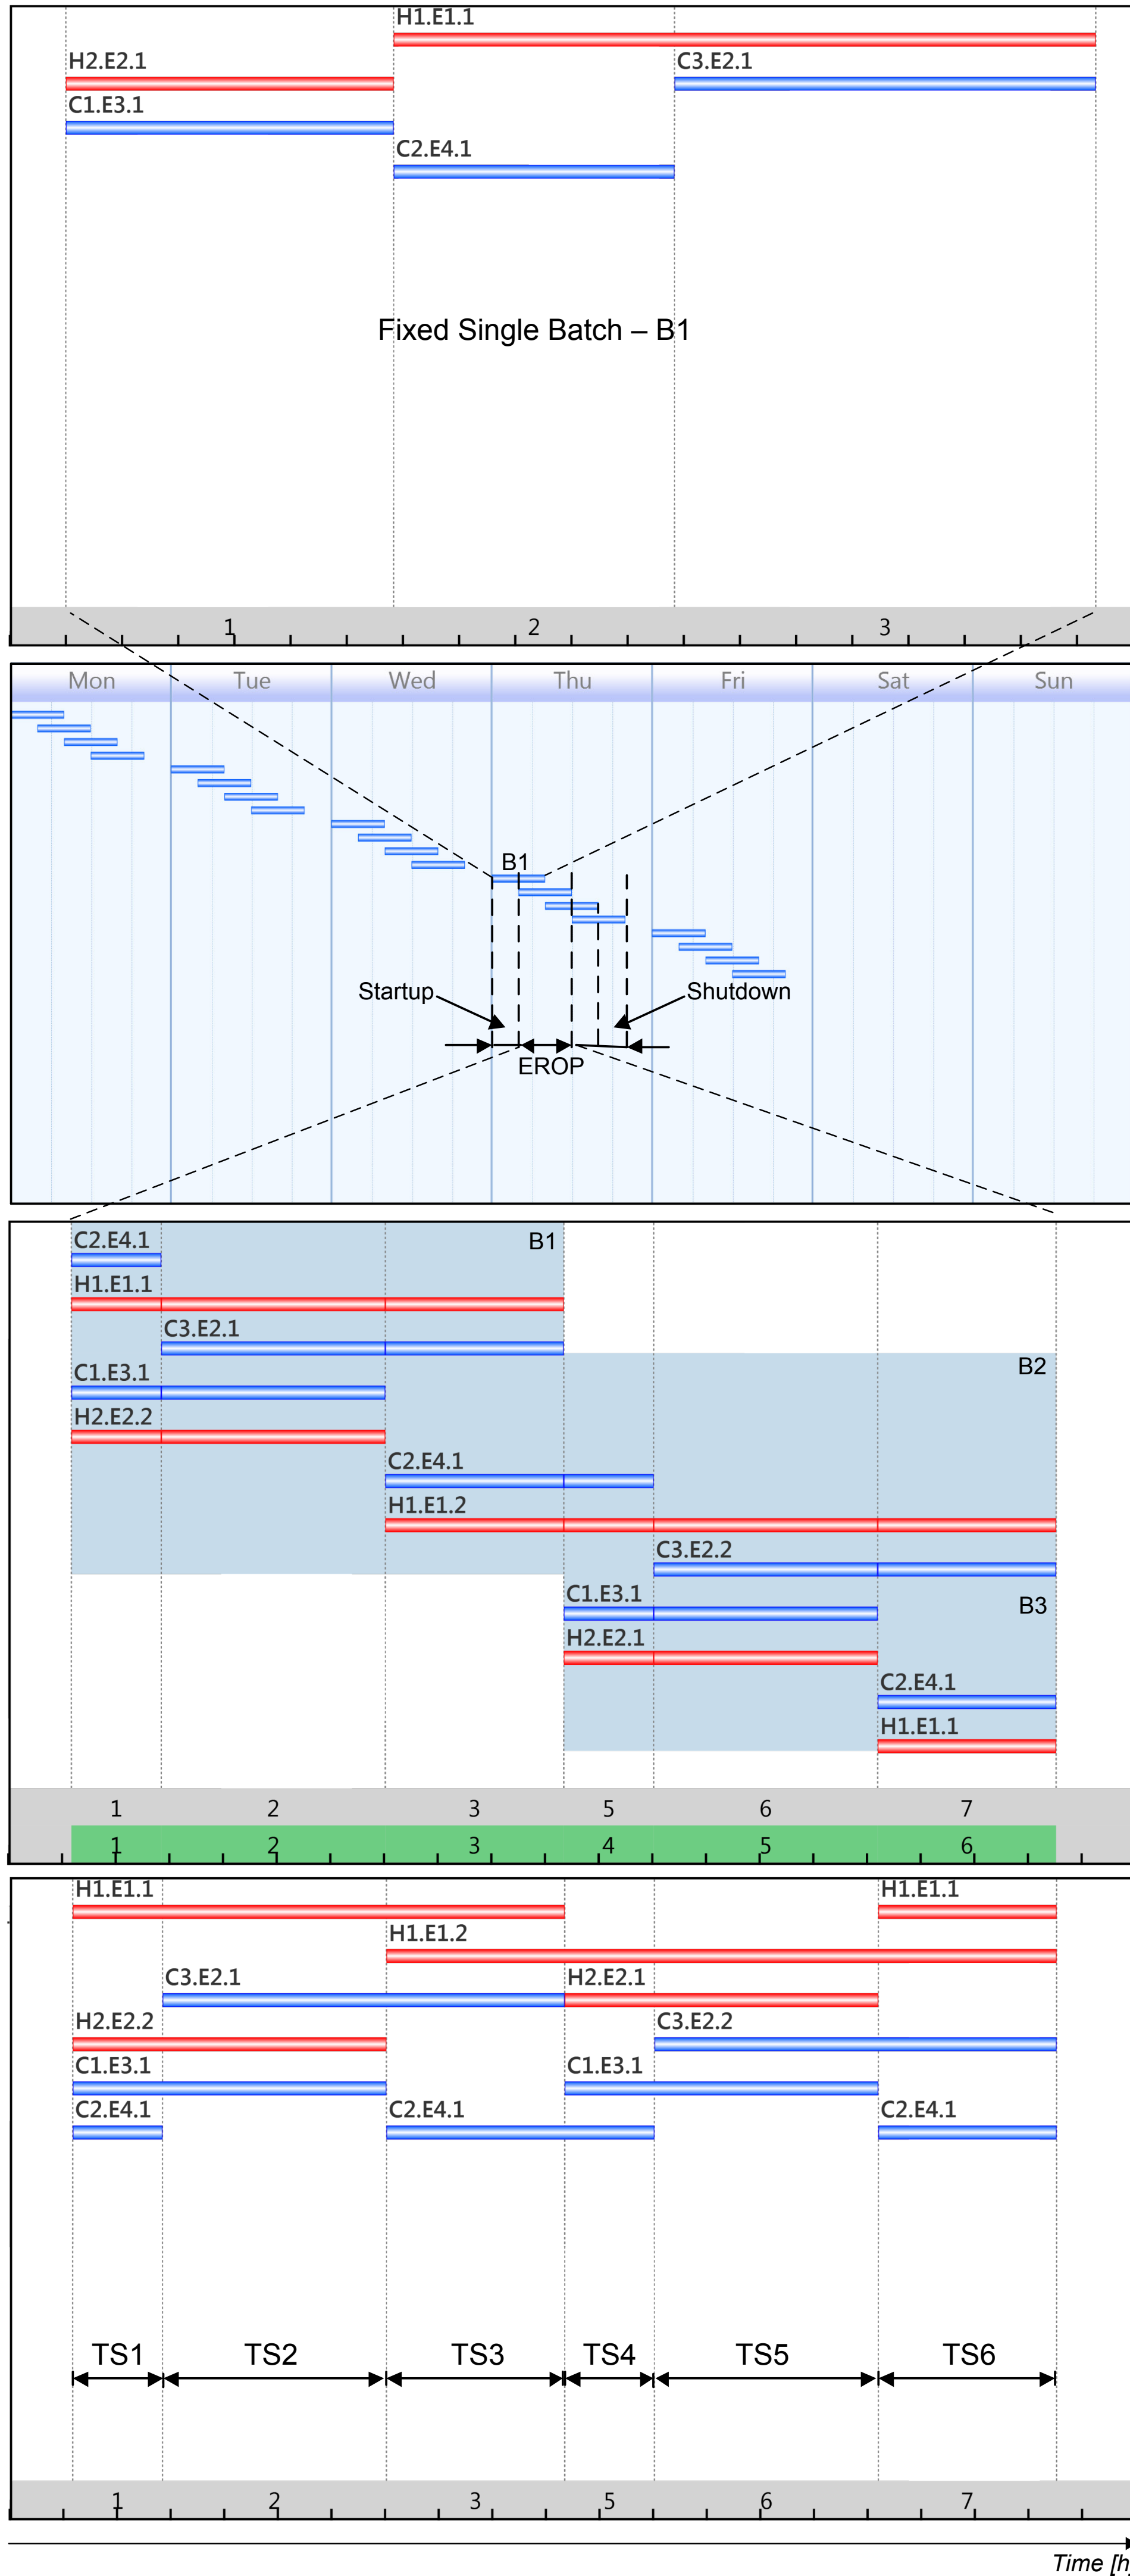 H1.E1.1
H2.E2.1 C3.E2.1
C1.E3.1
C2.E4.1
Fixed Single Batch – B1
1 2 3
Mon Tue Wed Thu Fri Sat Sun
B1
Startup Shutdown
EROP
C2.E4.1 B1
H1.E1.1
C3.E2.1
B2
C1.E3.1
H2.E2.2
C2.E4.1
H1.E1.2
C3.E2.2
C1.E3.1 B3
H2.E2.1
C2.E4.1
H1.E1.1
1 2 3 5 6 7
1 2 3 4 5 6
H1.E1.1 H1.E1.1
H1.E1.2
C3.E2.1 H2.E2.1
H2.E2.2 C3.E2.2
C1.E3.1 C1.E3.1
C2.E4.1 C2.E4.1 C2.E4.1
TS1 TS2 TS3 TS4 TS5 TS6
1 2 3 5 6 7
Time [h